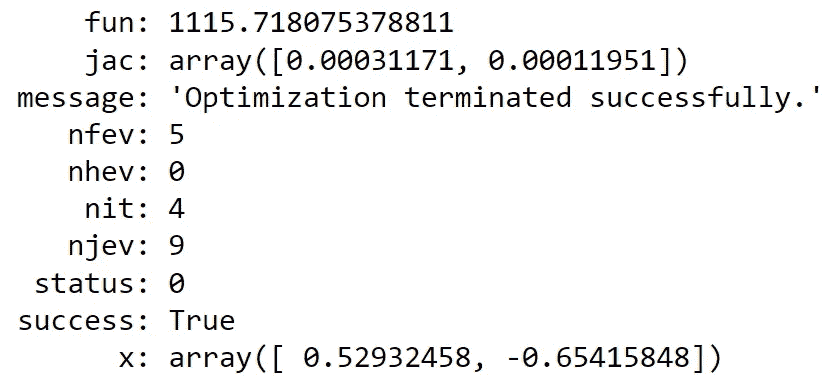 fun: 1115.718075378811
jac: array([0.00031171, 0.00011951])
message: 'Optimization terminated successfully.'
nfev: 5
nhev: 0
nit: 4
njev: 9
status: 0
success: True
x: array([ 0.52932458, -0.65415848])